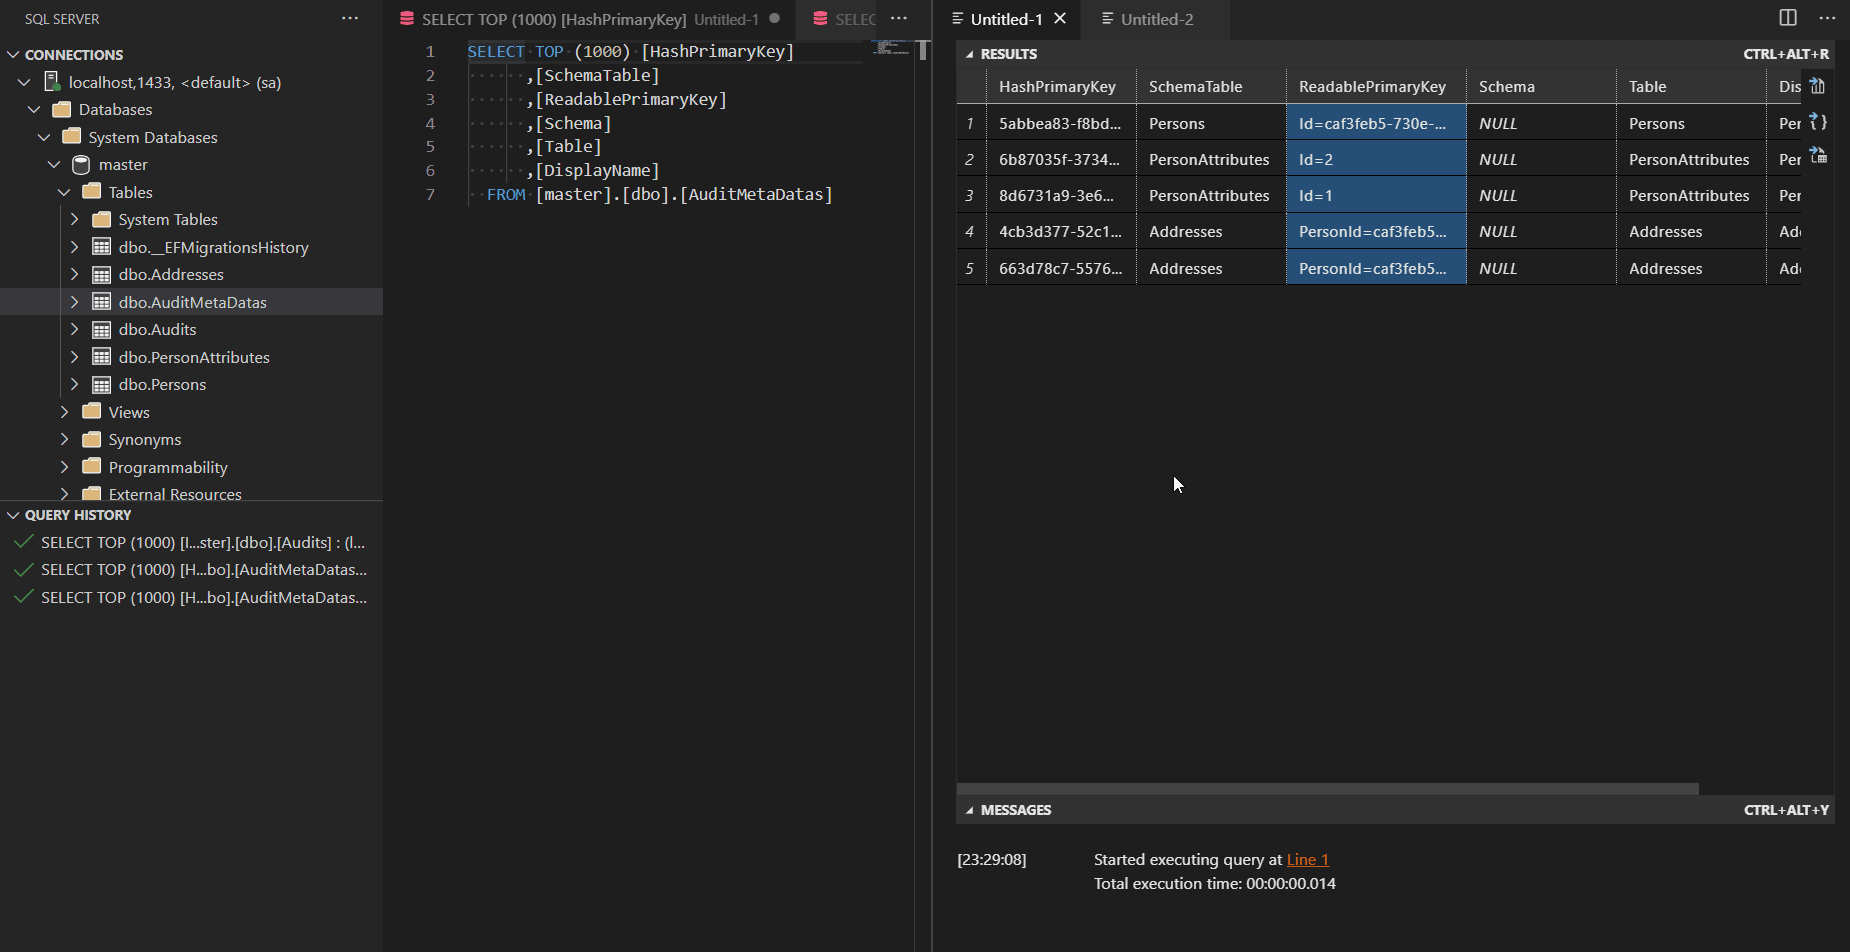 SQL SERVER
CONNECTIONS
localhost,1433, <default> (sa)
Databases
System Databases
master
Tables
System Tables
dbo.__EFMigrationsHistory
dbo.Addresses
dbo.AuditMetaDatas
dbo.Audits
dbo.PersonAttributes
dbo.Persons
Views
Synonyms
Programmability
External Resources
QUERY HISTORY
SELECT TOP (1000) [I...ster].[dbo].[Audits] : (l...
SELECT TOP (1000) [H...bo].[AuditMetaDatas...
SELECT TOP (1000) [H...bo].[AuditMetaDatas...
SELECT TOP (1000) [HashPrimaryKey] Untitled-1 SELEC
1 SELECT TOP (1000) [HashPrimaryKey]
2 ,[SchemaTable]
3 ,[ReadablePrimaryKey]
4 ,[Schema]
5 ,[Table]
6 ,[DisplayName]
7 FROM [master].[dbo].[AuditMetaDatas]
Untitled-1 Untitled-2
RESULTS CTRL+ALT+R
HashPrimaryKey SchemaTable ReadablePrimaryKey Schema Table Dis
1 5abbea83-f8bd... Persons Id=caf3feb5-730e-... NULL Persons Per
2 6b87035f-3734... PersonAttributes Id=2 NULL PersonAttributes Per
3 8d6731a9-3e6... PersonAttributes Id=1 NULL PersonAttributes Per
4 4cb3d377-52c1... Addresses PersonId=caf3feb5... NULL Addresses Ad
5 663d78c7-5576... Addresses PersonId=caf3feb5... NULL Addresses Ad
MESSAGES CTRL+ALT+Y
[23:29:08] Started executing query at Line 1
Total execution time: 00:00:00.014